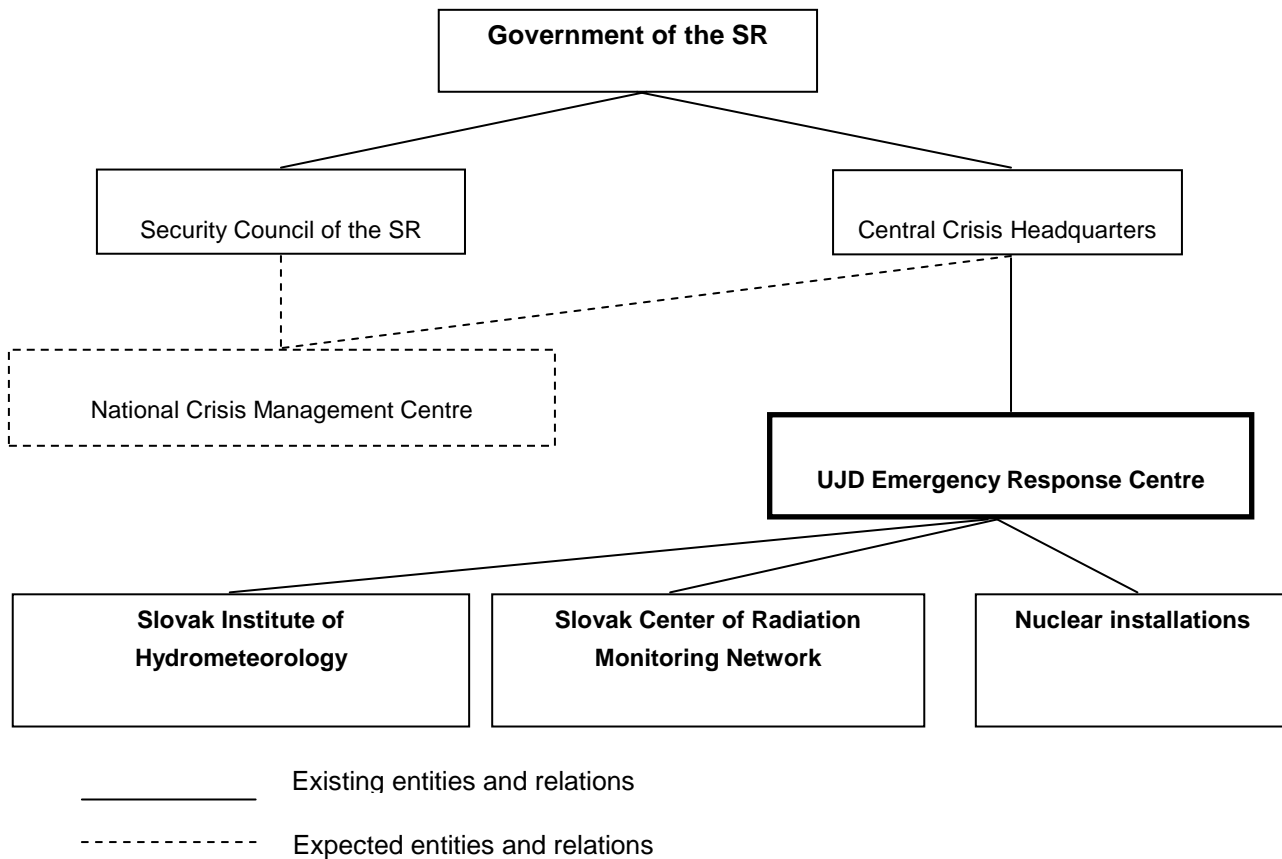 Government of the SR
Security Council of the SR
Central Crisis Headquarters
National Crisis Management Centre
UJD Emergency Response Centre
Slovak Institute of
Hydrometeorology
Slovak Center of Radiation
Monitoring Network
Nuclear installations
Existing entities and relations
Expected entities and relations